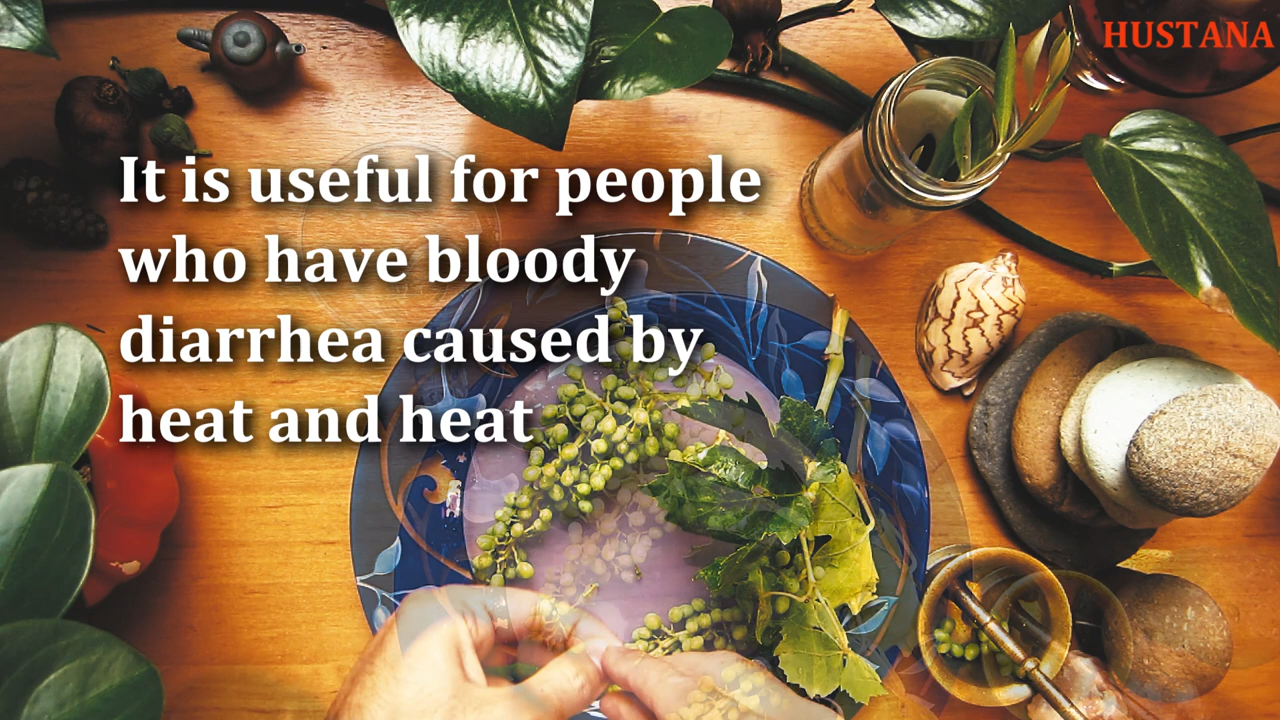 HUSTANA
It is useful for people
who have bloody
diarrhea caused by
heat and heat